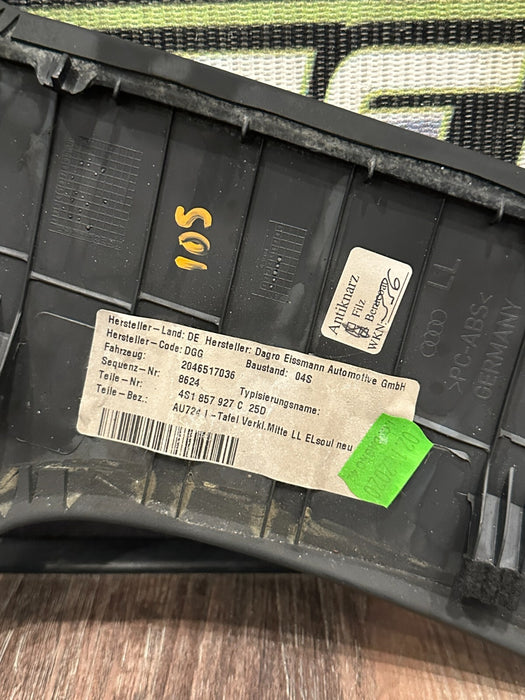 105
Antiknarz
Filz
WKN-
LL
>PC+ABS<
GERMANY
Hersteller-Land: DE Hersteller: Dagro Eissmann Automotive GmbH
Hersteller-Code: DGG
Fahrzeug: 2046517036 Baustand: 04S
Sequenz-Nr: 8624
Teile-Nr: 4S1 857 927 C 25D Typisierungsname:
Teile-Bez.: AU724 I-Tafel Verkl.Mitte LL ELsoul neu